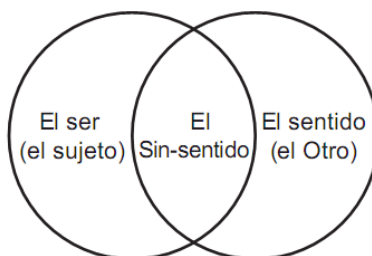 El ser
(el sujeto)
El
Sin-sentido
El sentido
(el Otro)